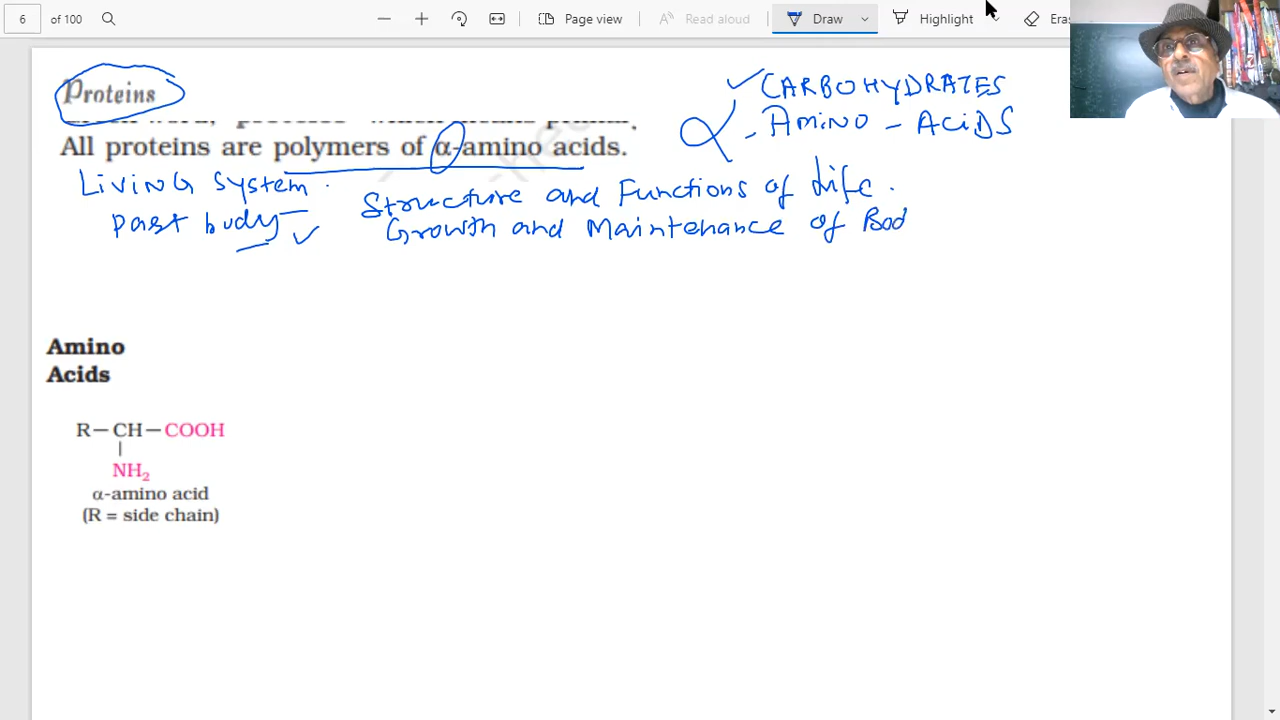 6 of 100 Page view Read aloud Draw Highlight
Proteins
✓ CARBOHYDRATES
α - AMINO - ACIDS
All proteins are polymers of α-amino acids.
Living System.
Structure and Functions of Life.
Past body
Growth and Maintenance of Bod
Amino
Acids
R—CH—COOH
|
NH₂
α-amino acid
(R = side chain)